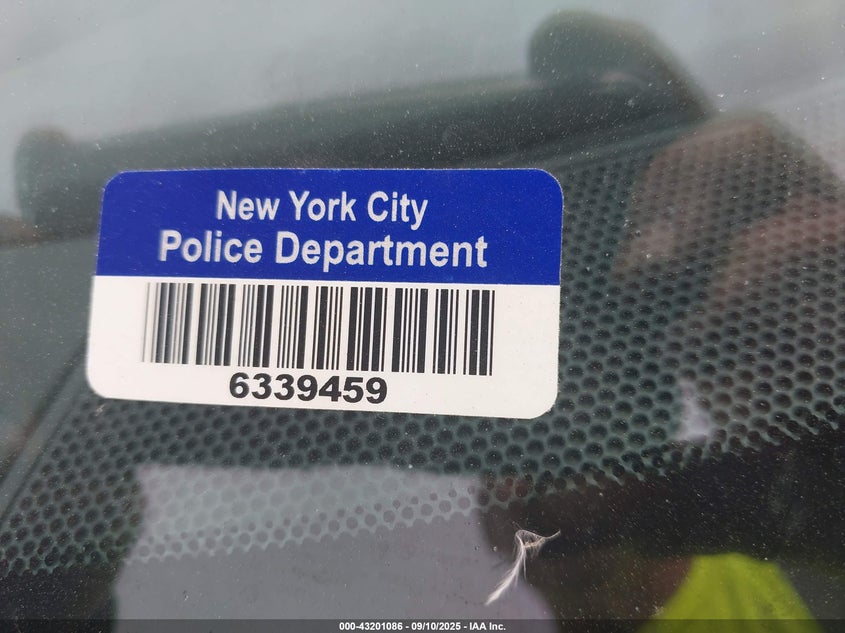 New York City
Police Department
6339459
000-43201086 - 09/10/2025 - IAA Inc.